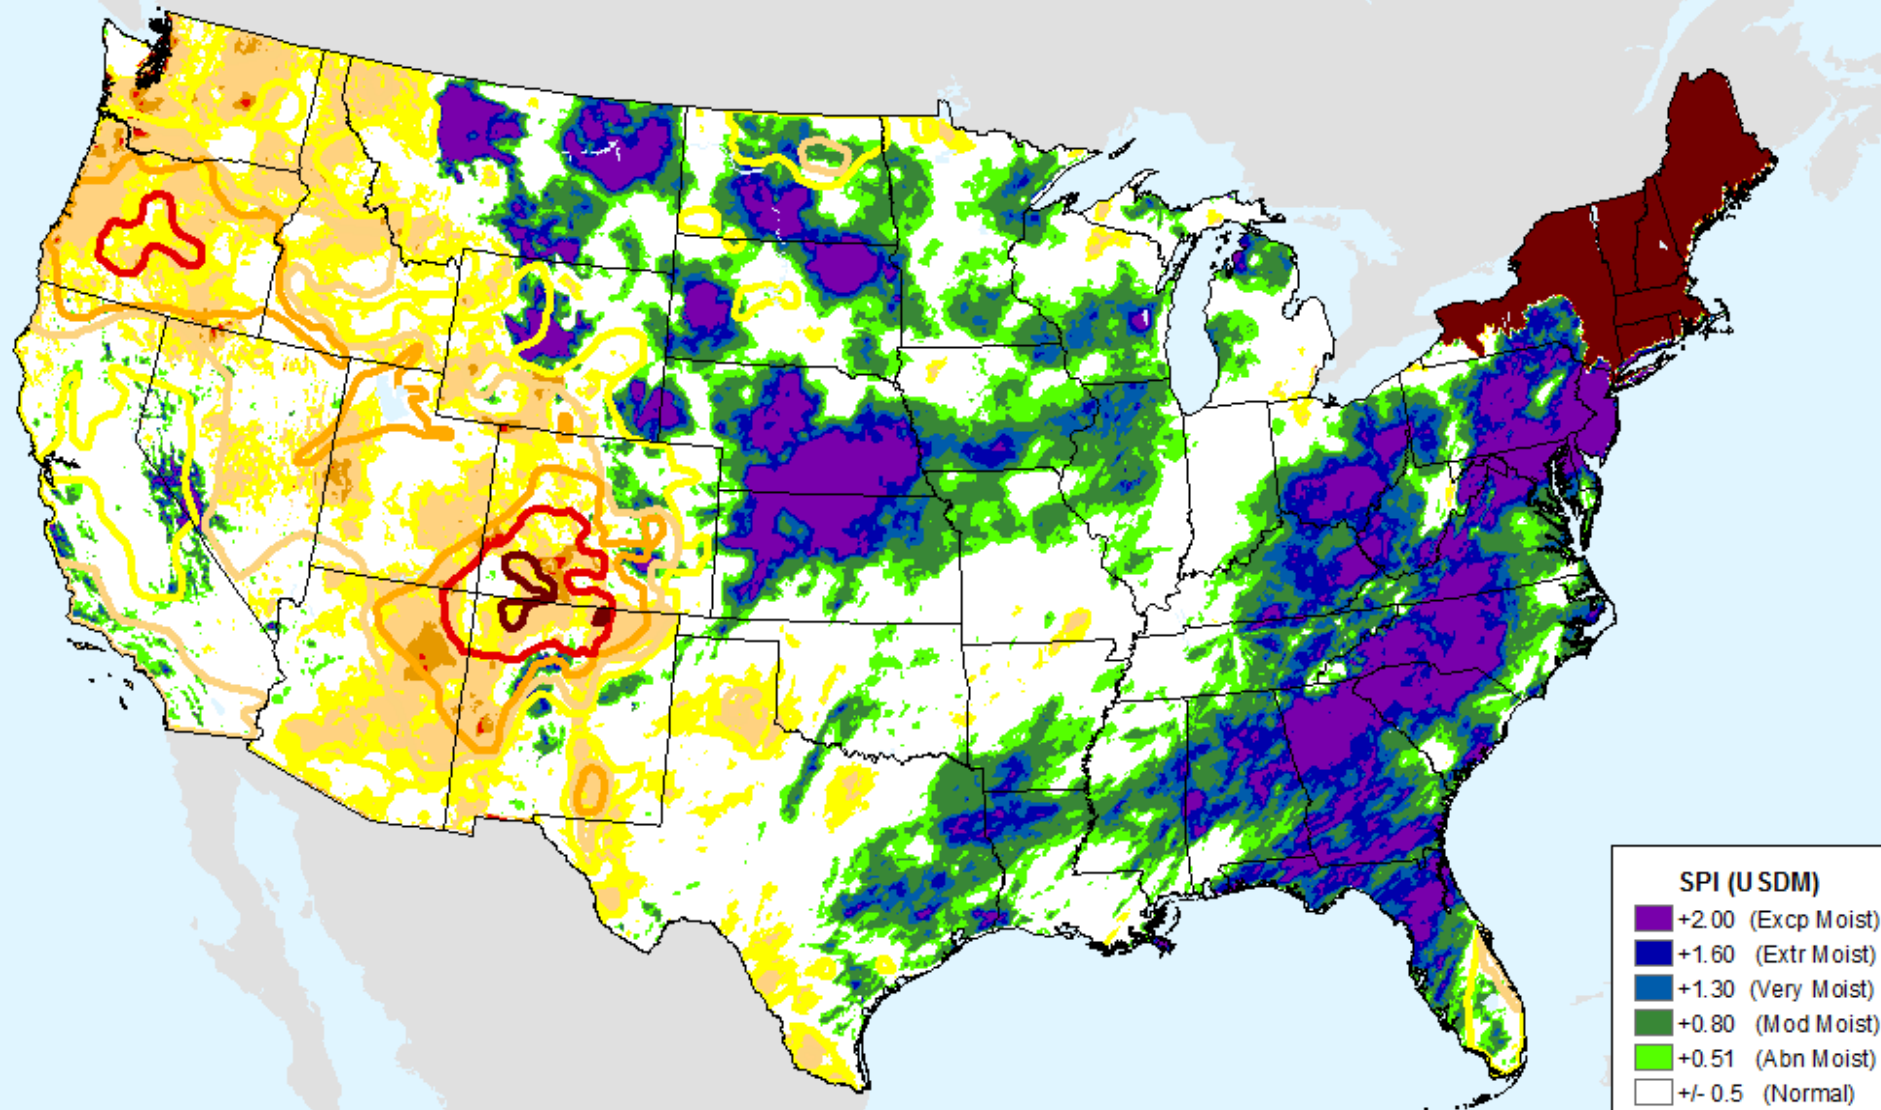 SPI (USDM)
+2.00 (Excp Moist)
+1.60 (Extr Moist)
+1.30 (Very Moist)
+0.80 (Mod Moist)
+0.51 (Abn Moist)
+/- 0.5 (Normal)